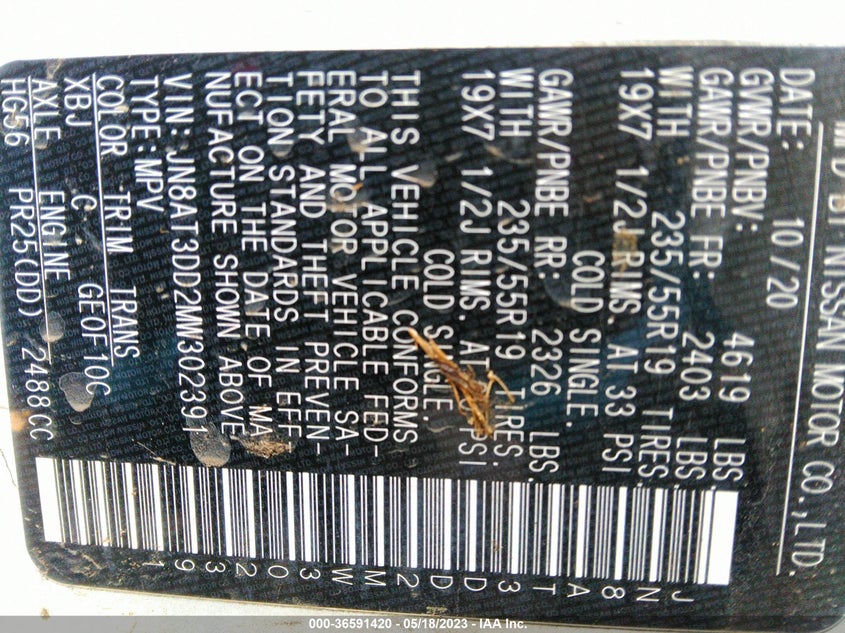 M'D BY NISSAN MOTOR CO., LTD.
DATE: 10/20
GWR/PNBV: 4619 LBS
GAWR/PNBE FR: 2403 LBS.
WITH 235/55R19 TIRES.
19X7 1/2J RIMS. AT 33 PSI
COLD SINGLE.
GAWR/PNBE RR: 2326 LBS.
WITH 235/55R19 TIRES.
19X7 1/2J RIMS. AT PSI
COLD SINGLE.
THIS VEHICLE CONFORMS
TO ALL APPLICABLE FED-
ERAL MOTOR VEHICLE SA-
FETY AND THEFT PREVEN-
TION STANDARDS IN EFF-
ECT ON THE DATE OF MA-
NUFACTURE SHOWN ABOVE
VIN: JN8AT3DD2MW302391
TYPE: MPV
COLOR TRIM TRANS
XBJ C GE0F10C
AXLE ENGINE
HG56 PR25(DD) 2488CC
JN8AT3DD2MW302391
000-36591420 - 05/18/2023 - IAA Inc.